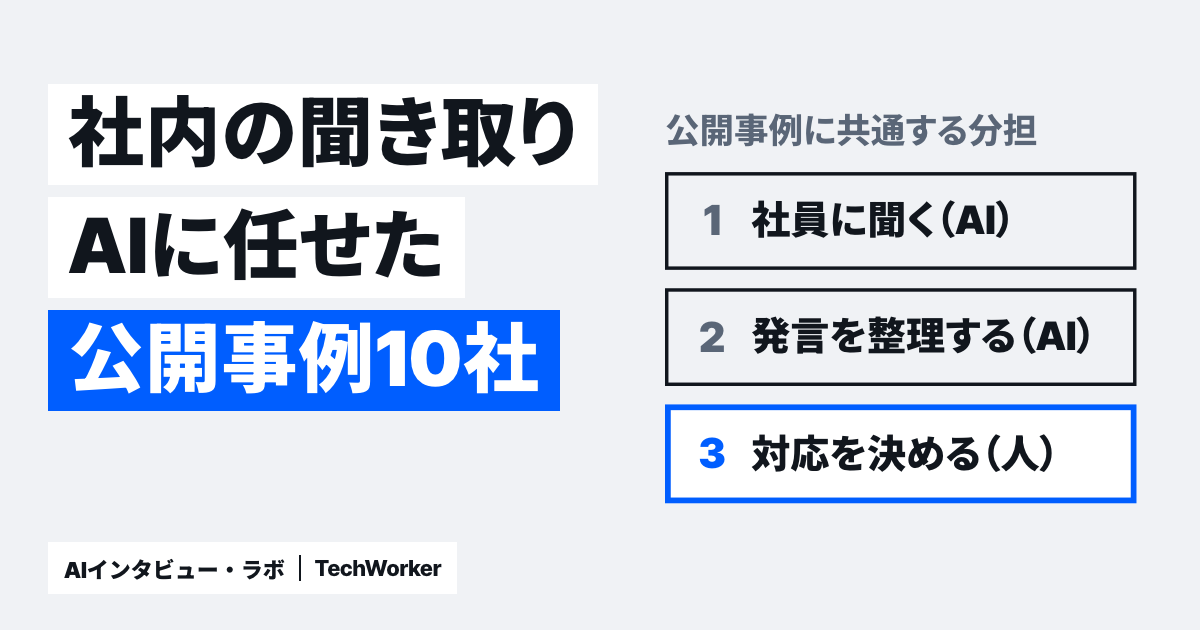 社内の聞き取り
AIに任せた
公開事例10社
公開事例に共通する分担
1 社員に聞く（AI）
2 発言を整理する（AI）
3 対応を決める（人）
AIインタビュー・ラボ | TechWorker